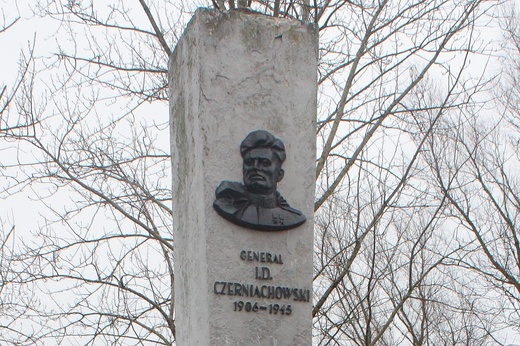 GENERAL
I.D.
CZERNIACHOWSKI
1906-1945